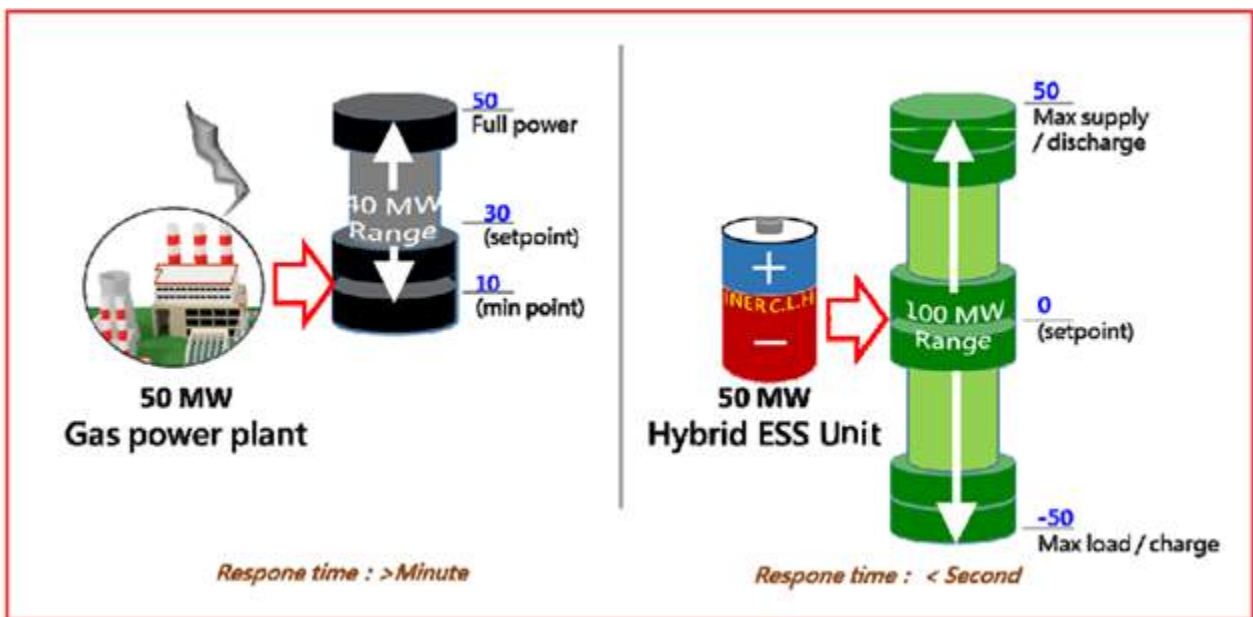 50
Full power
40 MW
Range
30
(setpoint)
10
(min point)
50 MW
Gas power plant
Respone time : >Minute
50
Max supply
/ discharge
+
INER C.L.H
−
100 MW
Range
0
(setpoint)
50 MW
Hybrid ESS Unit
-50
Max load / charge
Respone time : < Second